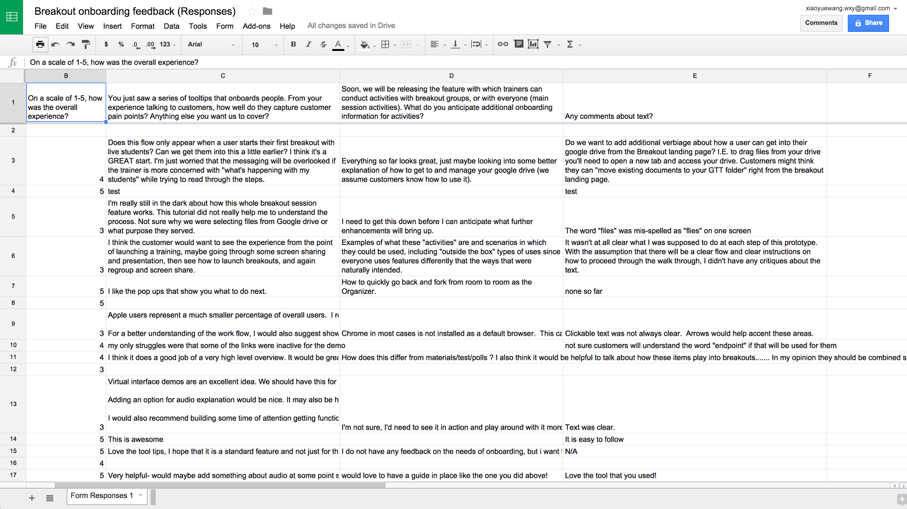 Breakout onboarding feedback (Responses)
xiaoyuewang.wxy@gmail.com
File Edit View Insert Format Data Tools Form Add-ons Help All changes saved in Drive
Comments Share
$ % .0 .00 123 Arial 10 B I S A
fx On a scale of 1-5, how was the overall experience?
B C D E F
1
On a scale of 1-5, how
was the overall
experience?
You just saw a series of tooltips that onboards people. From your
experience talking to customers, how well do they capture customer
pain points? Anything else you want us to cover?
Soon, we will be releasing the feature with which trainers can
conduct activities with breakout groups, or with everyone (main
session activities). What do you anticipate additional onboarding
information for activities?
Any comments about text?
2
3
4
Does this flow only appear when a user starts their first breakout with
live students? Can we get them into this a little earlier? I think it's a
GREAT start. I'm just worried that the messaging will be overlooked if
the trainer is more concerned with "what's happening with my
students" while trying to read through the steps.
Everything so far looks great, just maybe looking into some better
explanation of how to get to and manage your google drive (we
assume customers know how to use it).
Do we want to add additional verbiage about how a user can get into their
google drive from the Breakout landing page? I.E. to drag files from your drive
you'll need to open a new tab and access your drive. Customers might think
they can "move existing documents to your GTT folder" right from the breakout
landing page.
4
5 test
test
5
3
I'm really still in the dark about how this whole breakout session
feature works. This tutorial did not really help me to understand the
process. Not sure why we were selecting files from Google drive or
what purpose they served.
I need to get this down before I can anticipate what further
enhancements will bring up.
The word "files" was mis-spelled as "flies" on one screen
6
3
I think the customer would want to see the experience from the point
of launching a training, maybe going through some screen sharing
and presentation, then see how to launch breakouts, and again
regroup and screen share.
Examples of what these "activities" are and scenarios in which
they could be used, including "outside the box" types of uses since
everyone uses features differently that the ways that were
naturally intended.
It wasn't at all clear what I was supposed to do at each step of this prototype.
With the assumption that there will be a clear flow and clear instructions on
how to proceed through the walk through, I didn't have any critiques about the
text.
7
5 I like the pop ups that show you what to do next.
How to quickly go back and fork from room to room as the
Organizer.
none so far
8
5
9
3
Apple users represent a much smaller percentage of overall users. I
For a better understanding of the work flow, I would also suggest show
Chrome in most cases is not installed as a default browser. This ca
Clickable text was not always clear. Arrows would help accent these areas.
10
4 my only struggles were that some of the links were inactive for the demo
not sure customers will understand the word "endpoint" if that will be used for them
11
4 I think it does a good job of a very high level overview. It would be grea
How does this differ from materials/test/polls ? I also think it would be helpful to talk about how these items play into breakouts....... In my opinion they should be combined s
12
3
13
3
Virtual interface demos are an excellent idea. We should have this for
Adding an option for audio explanation would be nice. It may also be h
I would also recommend building some time of attention getting functic
I'm not sure, I'd need to see it in action and play around with it more
Text was clear.
14
5 This is awesome
It is easy to follow
15
5 Love the tool tips, I hope that it is a standard feature and not just for th
I do not have any feedback on the needs of onboarding, but i want
N/A
16
4
17
5 Very helpful- would maybe add something about audio at some point s
would love to have a guide in place like the one you did above!
Love the tool that you used!
Form Responses 1